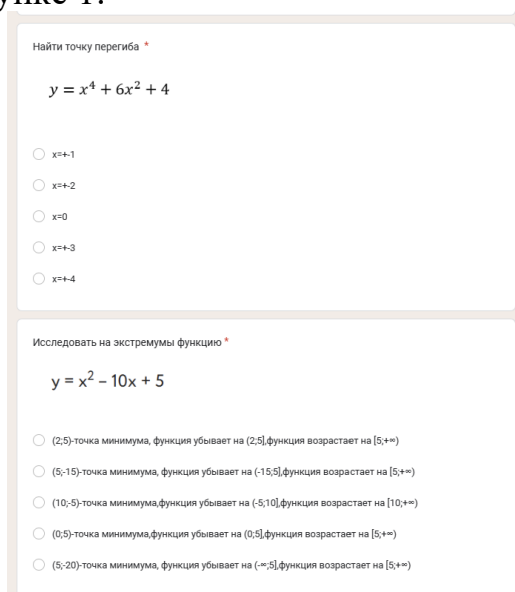 Найти точку перегиба *
y = x⁴ + 6x² + 4
x=+-1
x=+-2
x=0
x=+-3
x=+-4
Исследовать на экстремумы функцию *
y = x² – 10x + 5
(2;5)-точка минимума, функция убывает на (2;5],функция возрастает на [5;+∞)
(5;-15)-точка минимума, функция убывает на (-15;5],функция возрастает на [5;+∞)
(10;-5)-точка минимума,функция убывает на (-5;10],функция возрастает на [10;+∞)
(0;5)-точка минимума,функция убывает на (0;5],функция возрастает на [5;+∞)
(5;-20)-точка минимума, функция убывает на (-∞;5],функция возрастает на [5;+∞)